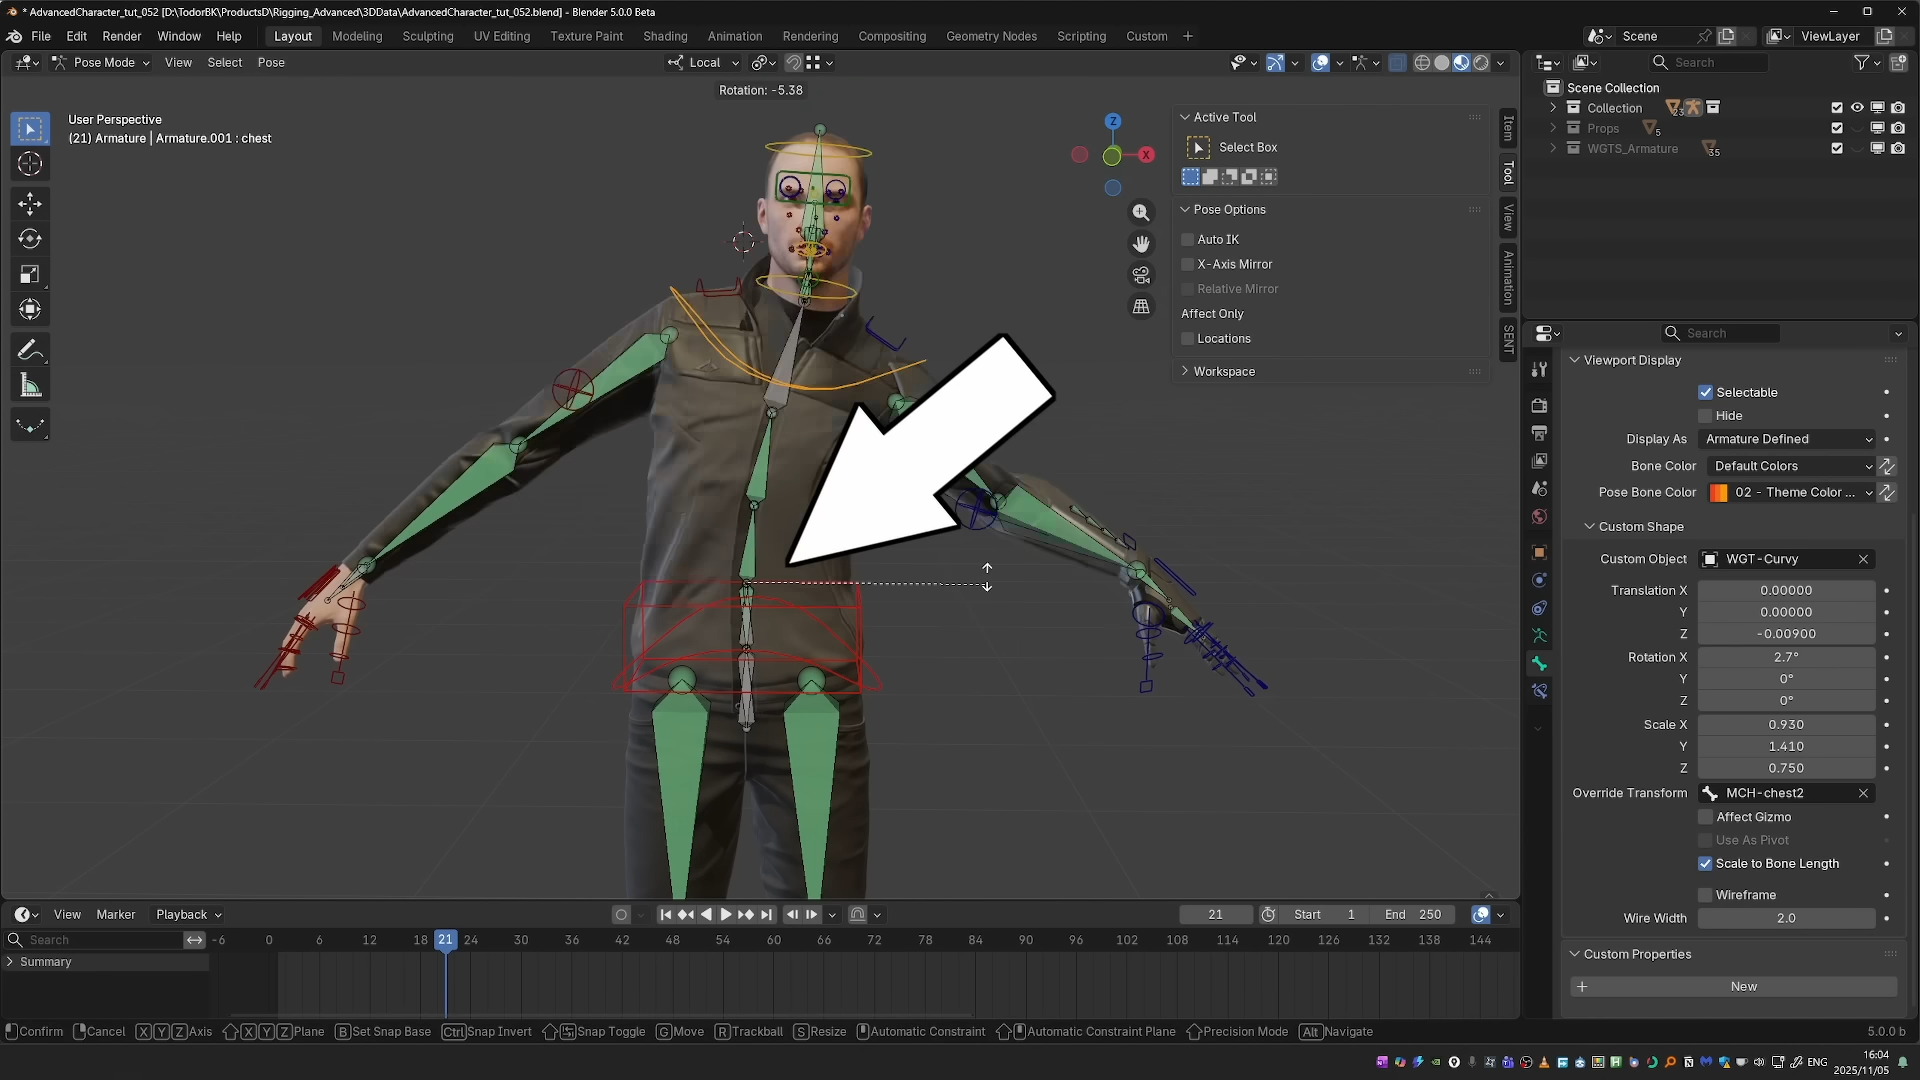 * AdvancedCharacter_tut_052 [D:\TodorBK\ProductsD\Rigging_Advanced\3DData\AdvancedCharacter_tut_052.blend] - Blender 5.0.0 Beta
File Edit Render Window Help Layout Modeling Sculpting UV Editing Texture Paint Shading Animation Rendering Compositing Geometry Nodes Scripting Custom + Scene ViewLayer
Pose Mode View Select Pose Local Search
Rotation: -5.38
User Perspective
(21) Armature | Armature.001 : chest
Z
X
Active Tool
Select Box
Pose Options
Auto IK
X-Axis Mirror
Relative Mirror
Affect Only
Locations
Workspace
Item
Tool
View
Animation
SENT
Scene Collection
Collection 23
Props 5
WGTS_Armature 35
Search
Viewport Display
Selectable
Hide
Display As Armature Defined
Bone Color Default Colors
Pose Bone Color 02 - Theme Color ...
Custom Shape
Custom Object WGT-Curvy
Translation X 0.00000
Y 0.00000
Z -0.00900
Rotation X 2.7°
Y 0°
Z 0°
Scale X 0.930
Y 1.410
Z 0.750
Override Transform MCH-chest2
Affect Gizmo
Use As Pivot
Scale to Bone Length
Wireframe
Wire Width 2.0
Custom Properties
+ New
View Marker Playback 21 Start 1 End 250
Search -6 0 6 12 18 21 24 30 36 42 48 54 60 66 72 78 84 90 96 102 108 114 120 126 132 138 144
Summary
Confirm Cancel X Y Z Axis X Y Z Plane B Set Snap Base Ctrl Snap Invert Snap Toggle G Move R Trackball S Resize Automatic Constraint Automatic Constraint Plane Precision Mode Alt Navigate 5.0.0 b
ENG 16:04
2025/11/05